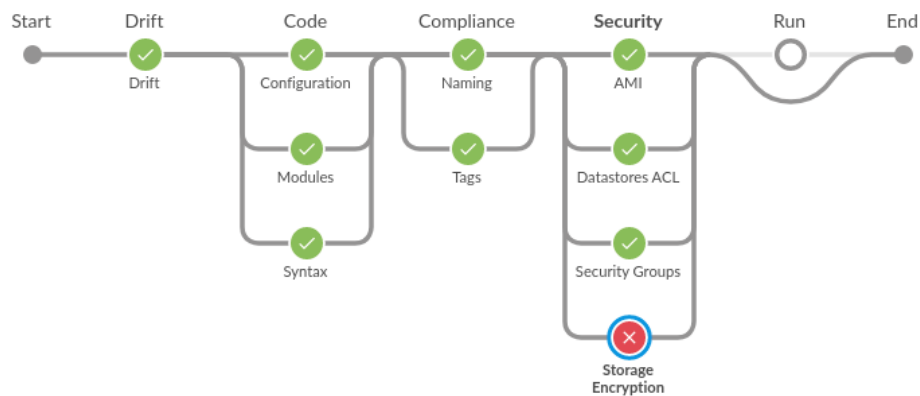 Start
Drift
Code
Compliance
Security
Run
End
Drift
Configuration
Naming
AMI
Modules
Tags
Datastores ACL
Syntax
Security Groups
Storage
Encryption